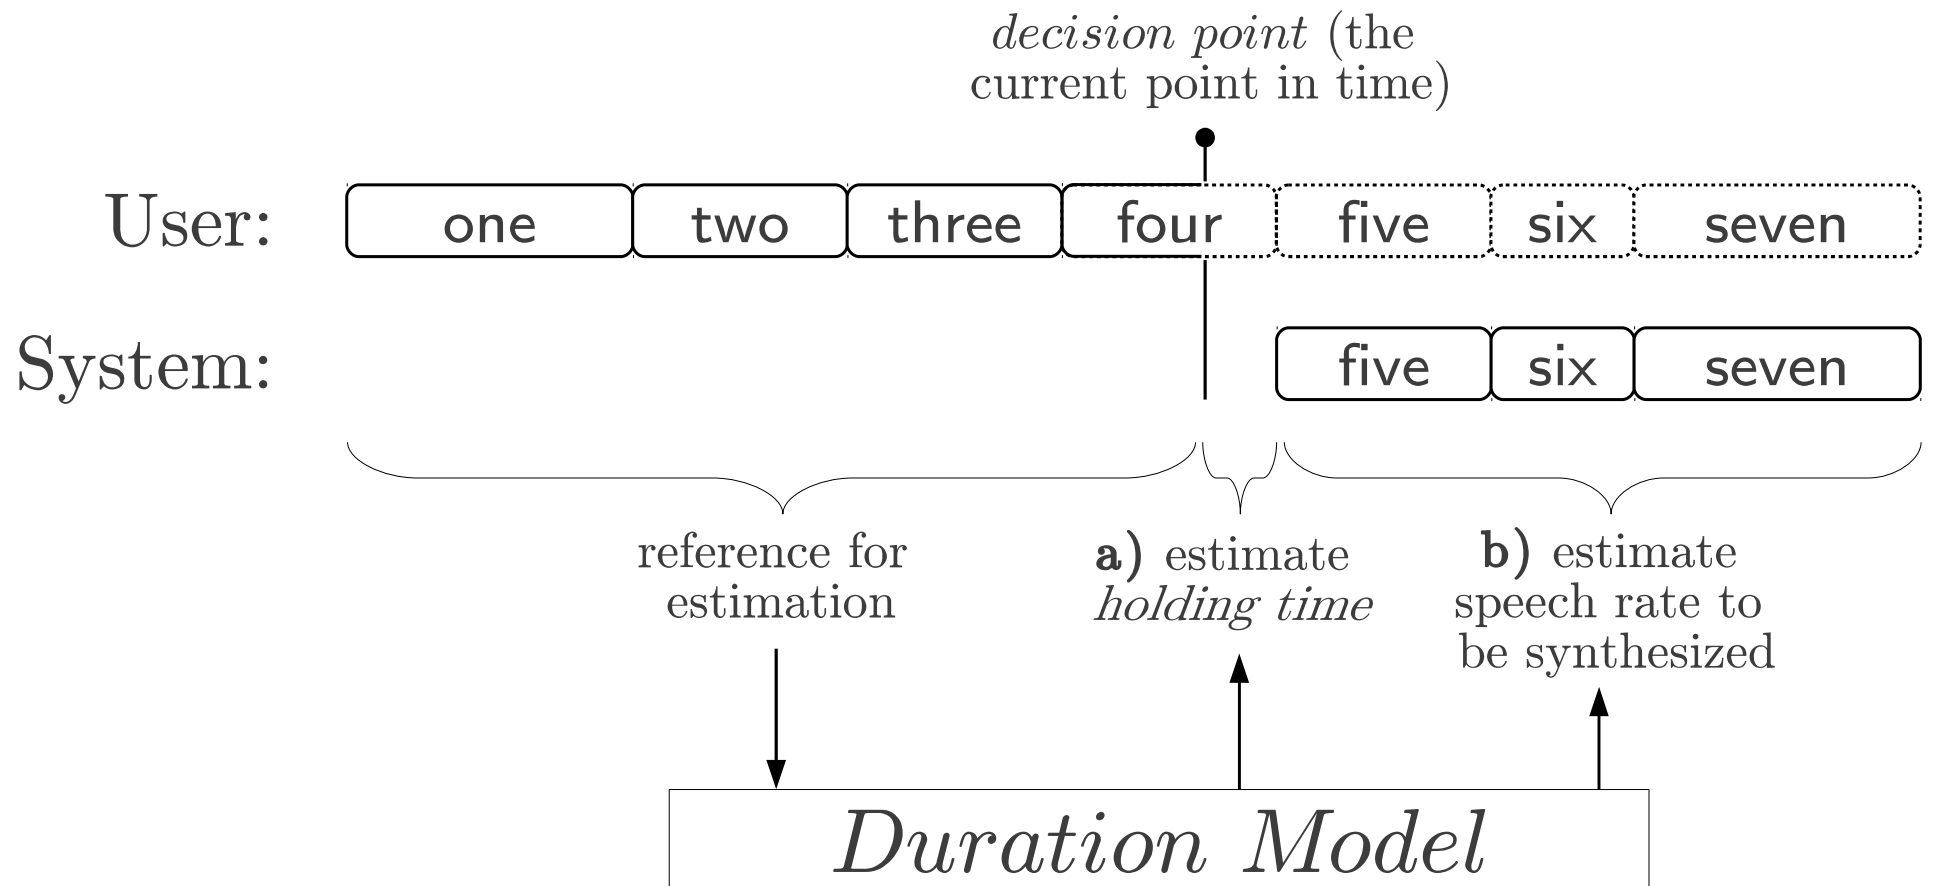 decision point (the
current point in time)
User: one two three four five six seven
System: five six seven
reference for
estimation
a) estimate
holding time
b) estimate
speech rate to
be synthesized
Duration Model